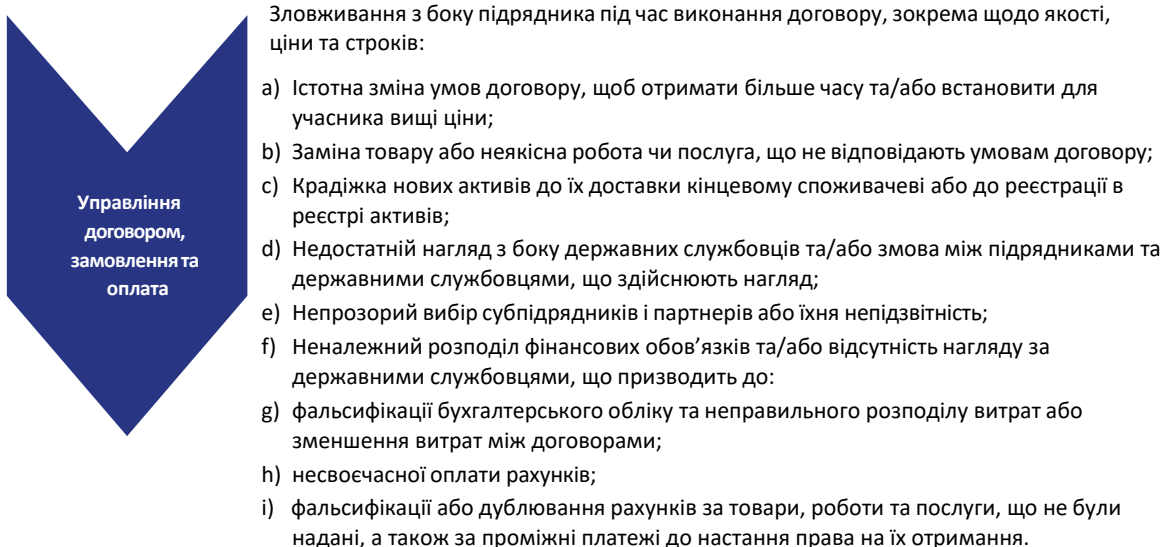 Зловживання з боку підрядника під час виконання договору, зокрема щодо якості,
ціни та строків:
a) Істотна зміна умов договору, щоб отримати більше часу та/або встановити для
учасника вищі ціни;
b) Заміна товару або неякісна робота чи послуга, що не відповідають умовам договору;
c) Крадіжка нових активів до їх доставки кінцевому споживачеві або до реєстрації в
реєстрі активів;
d) Недостатній нагляд з боку державних службовців та/або змова між підрядниками та
державними службовцями, що здійснюють нагляд;
e) Непрозорий вибір субпідрядників і партнерів або їхня непідзвітність;
f) Неналежний розподіл фінансових обов’язків та/або відсутність нагляду за
державними службовцями, що призводить до:
g) фальсифікації бухгалтерського обліку та неправильного розподілу витрат або
зменшення витрат між договорами;
h) несвоєчасної оплати рахунків;
i) фальсифікації або дублювання рахунків за товари, роботи та послуги, що не були
надані, а також за проміжні платежі до настання права на їх отримання.
Управління
договором,
замовлення та
оплата